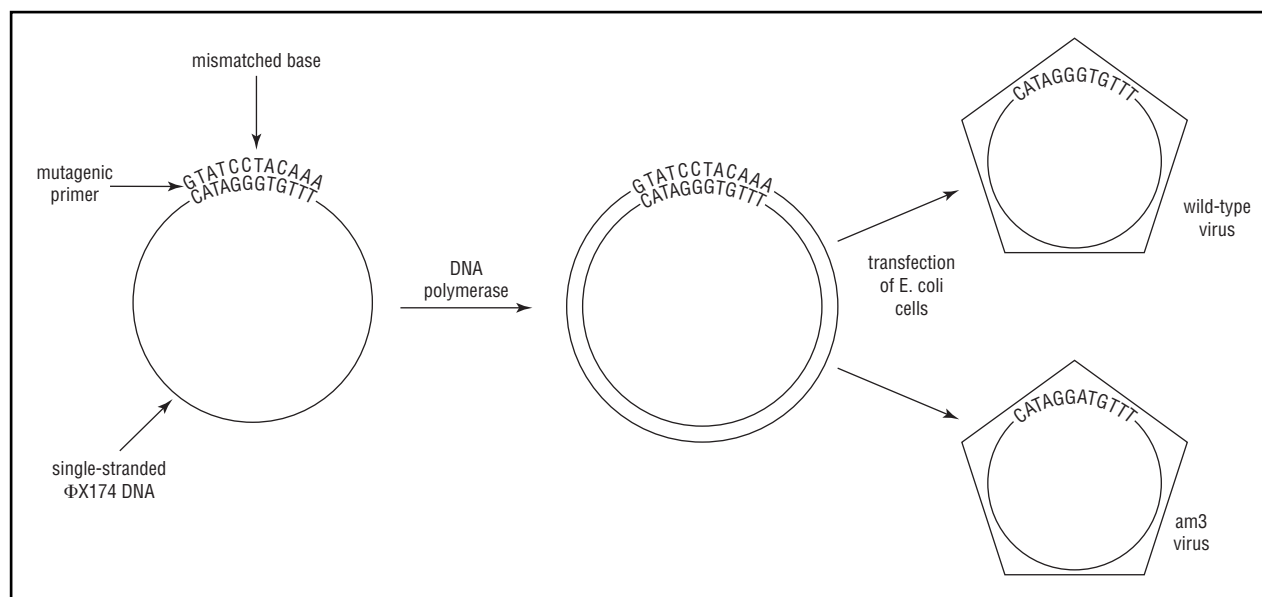 mismatched base
mutagenic
primer
GTATCCTACAAA
CATAGGGTGTTT
single-stranded
ΦX174 DNA
DNA
polymerase
GTATCCTACAAA
CATAGGGTGTTT
transfection
of E. coli
cells
CATAGGGTGTTT
wild-type
virus
CATAGGATGTTT
am3
virus